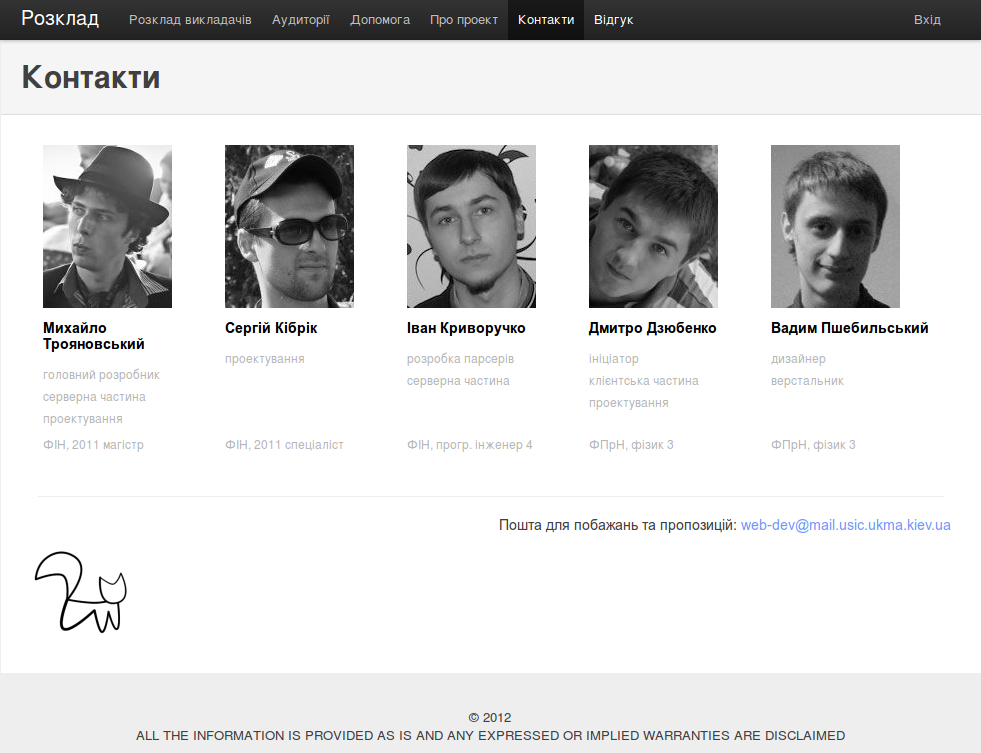 Розклад Розклад викладачів Аудиторії Допомога Про проект Контакти Відгук Вхід
Контакти
Михайло
Трояновський
головний розробник
серверна частина
проектування
ФІН, 2011 магістр
Сергій Кібрік
проектування
ФІН, 2011 спеціаліст
Іван Криворучко
розробка парсерів
серверна частина
ФІН, прогр. інженер 4
Дмитро Дзюбенко
ініціатор
клієнтська частина
проектування
ФПрН, фізик 3
Вадим Пшебильський
дизайнер
верстальник
ФПрН, фізик 3
Пошта для побажань та пропозицій: web-dev@mail.usic.ukma.kiev.ua
© 2012
ALL THE INFORMATION IS PROVIDED AS IS AND ANY EXPRESSED OR IMPLIED WARRANTIES ARE DISCLAIMED